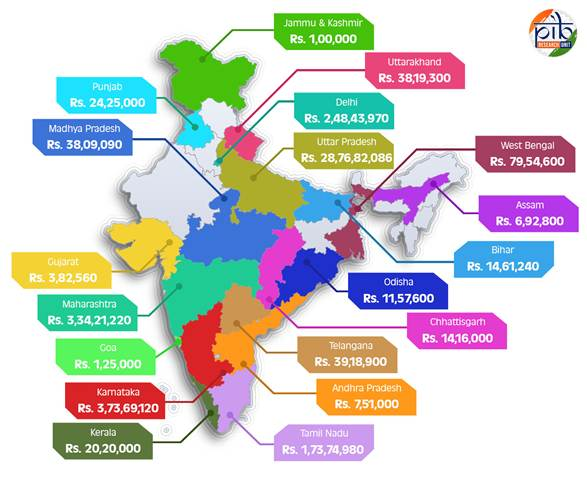 pib
RESEARCH UNIT
Jammu & Kashmir
Rs. 1,00,000
Uttarakhand
Rs. 38,19,300
Punjab
Rs. 24,25,000
Delhi
Rs. 2,48,43,970
Madhya Pradesh
Rs. 38,09,090
Uttar Pradesh
Rs. 28,76,82,086
West Bengal
Rs. 79,54,600
Assam
Rs. 6,92,800
Bihar
Rs. 14,61,240
Gujarat
Rs. 3,82,560
Odisha
Rs. 11,57,600
Maharashtra
Rs. 3,34,21,220
Chhattisgarh
Rs. 14,16,000
Goa
Rs. 1,25,000
Telangana
Rs. 39,18,900
Karnataka
Rs. 3,73,69,120
Andhra Pradesh
Rs. 7,51,000
Kerala
Rs. 20,20,000
Tamil Nadu
Rs. 1,73,74,980